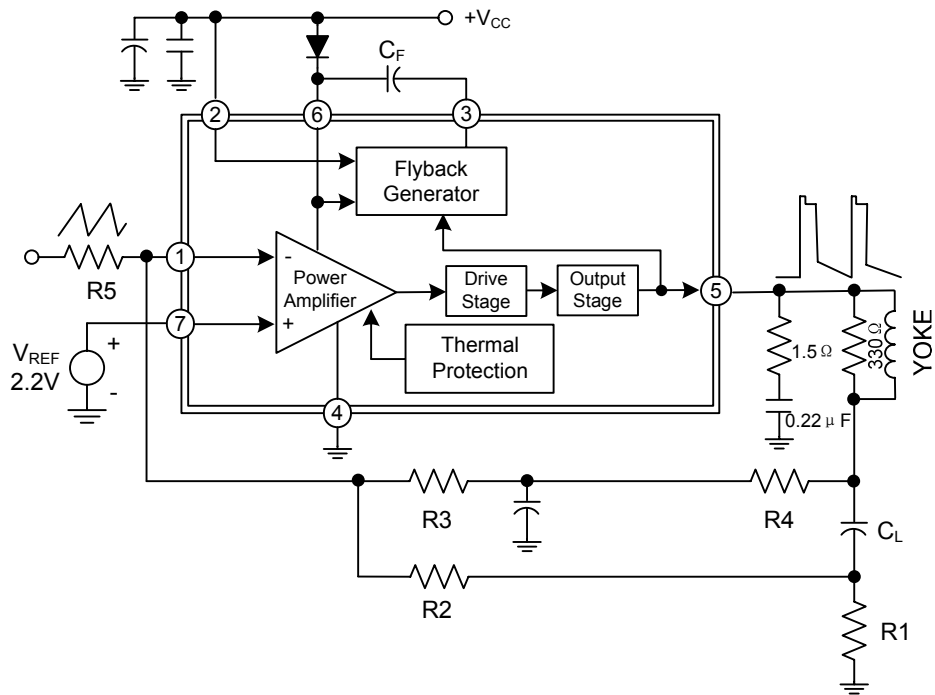 +VCC
CF
2
6
3
Flyback
Generator
R5
1
-
Power
Amplifier
+
7
Drive
Stage
Output
Stage
5
VREF
2.2V
+
-
Thermal
Protection
4
1.5Ω
330Ω
YOKE
0.22μF
R3
R4
CL
R2
R1